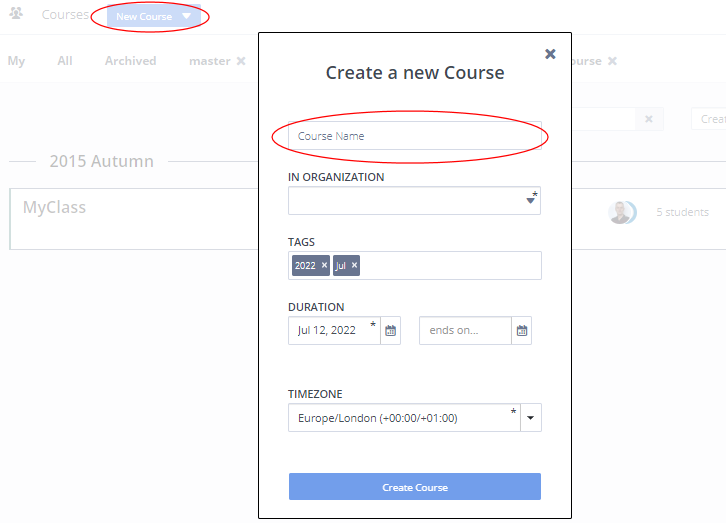 Courses New Course
My All Archived master × ourse ×
Create a new Course
Course Name
Creat
2015 Autumn
IN ORGANIZATION
*
MyClass
5 students
TAGS
2022 × Jul ×
DURATION
Jul 12, 2022 * ends on...
TIMEZONE
Europe/London (+00:00/+01:00) *
Create Course